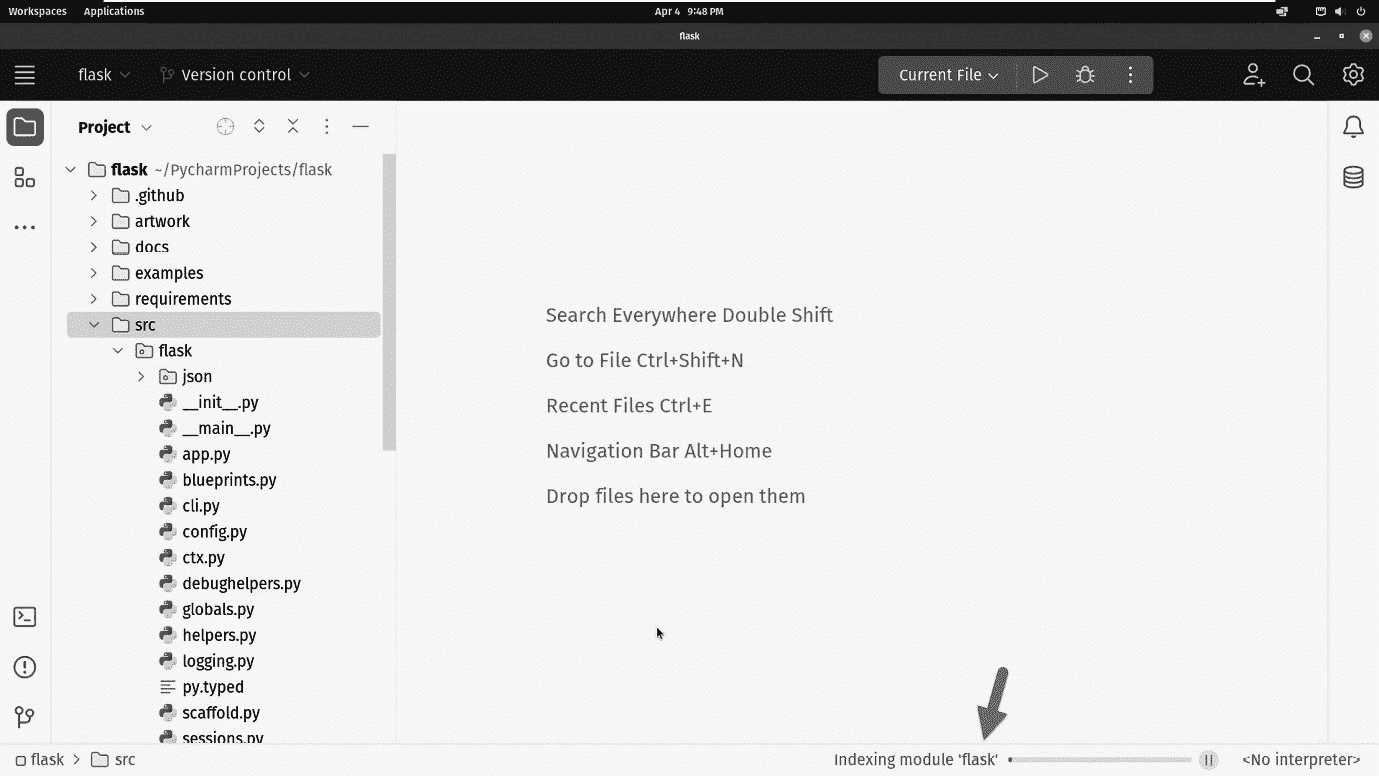 Workspaces Applications Apr 4 9:48 PM
flask
flask Version control Current File
Project
flask ~/PycharmProjects/flask
.github
artwork
docs
examples
requirements
src
flask
json
__init__.py
__main__.py
app.py
blueprints.py
cli.py
config.py
ctx.py
debughelpers.py
globals.py
helpers.py
logging.py
py.typed
scaffold.py
sessions.py
Search Everywhere Double Shift
Go to File Ctrl+Shift+N
Recent Files Ctrl+E
Navigation Bar Alt+Home
Drop files here to open them
flask src Indexing module 'flask' <No interpreter>